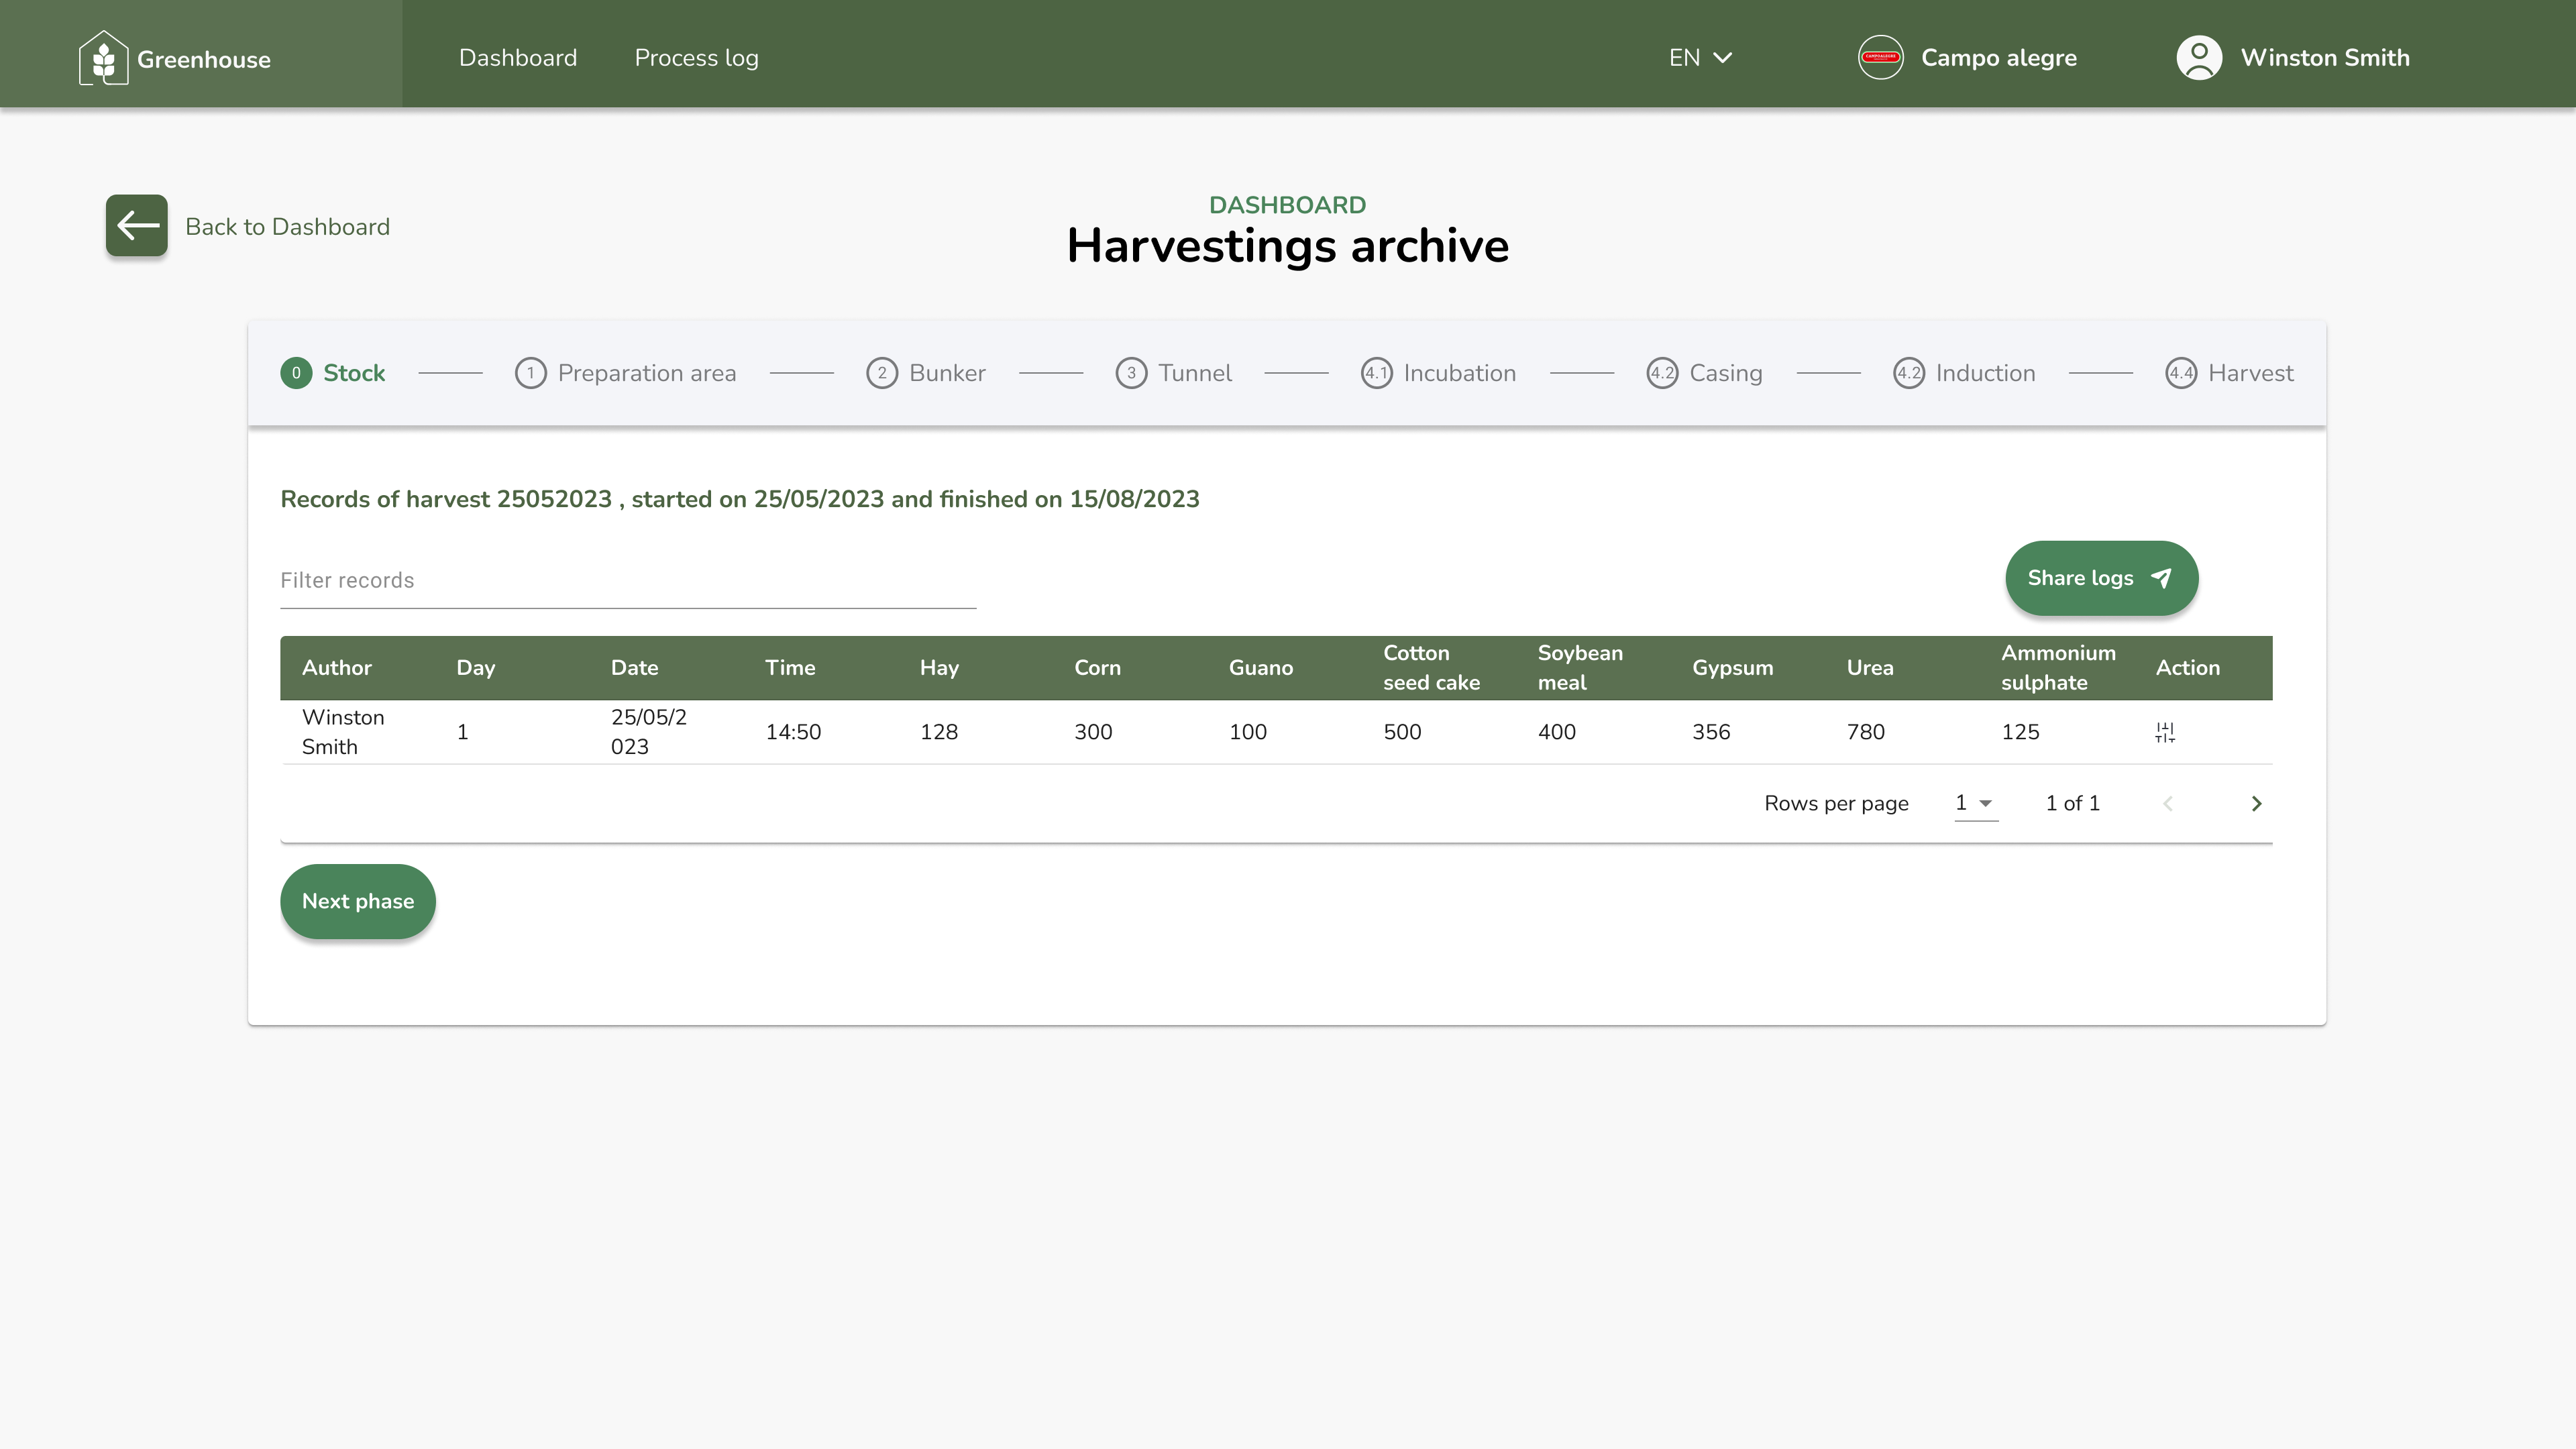 Greenhouse
Dashboard
Process log
EN
CAMPOALEGRE
Campo alegre
Winston Smith
Back to Dashboard
DASHBOARD
Harvestings archive
0 Stock
1 Preparation area
2 Bunker
3 Tunnel
4.1 Incubation
4.2 Casing
4.2 Induction
4.4 Harvest
Records of harvest 25052023 , started on 25/05/2023 and finished on 15/08/2023
Filter records
Share logs
Author
Day
Date
Time
Hay
Corn
Guano
Cotton
seed cake
Soybean
meal
Gypsum
Urea
Ammonium
sulphate
Action
Winston
Smith
1
25/05/2
023
14:50
128
300
100
500
400
356
780
125
Rows per page
1
1 of 1
Next phase